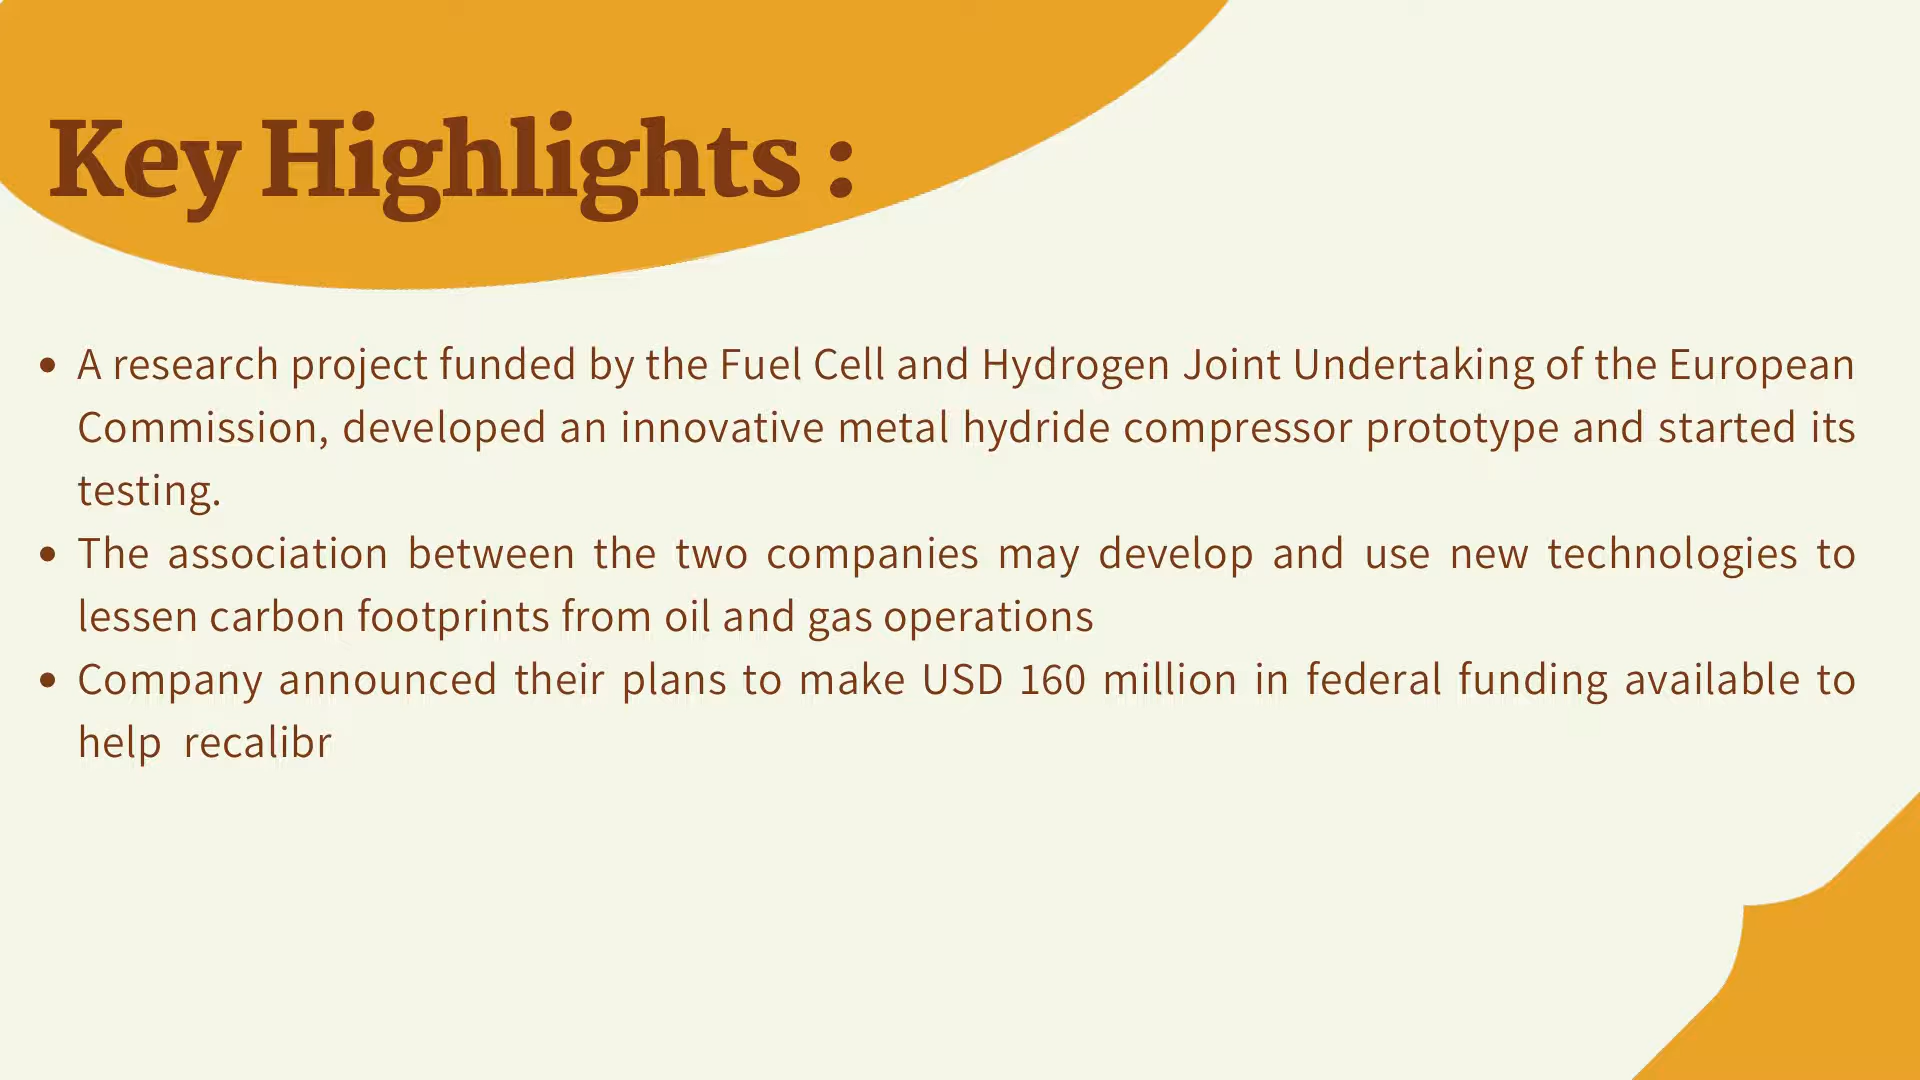 Key Highlights :
• A research project funded by the Fuel Cell and Hydrogen Joint Undertaking of the European
Commission, developed an innovative metal hydride compressor prototype and started its
testing.
• The association between the two companies may develop and use new technologies to
lessen carbon footprints from oil and gas operations
• Company announced their plans to make USD 160 million in federal funding available to
help recalibr